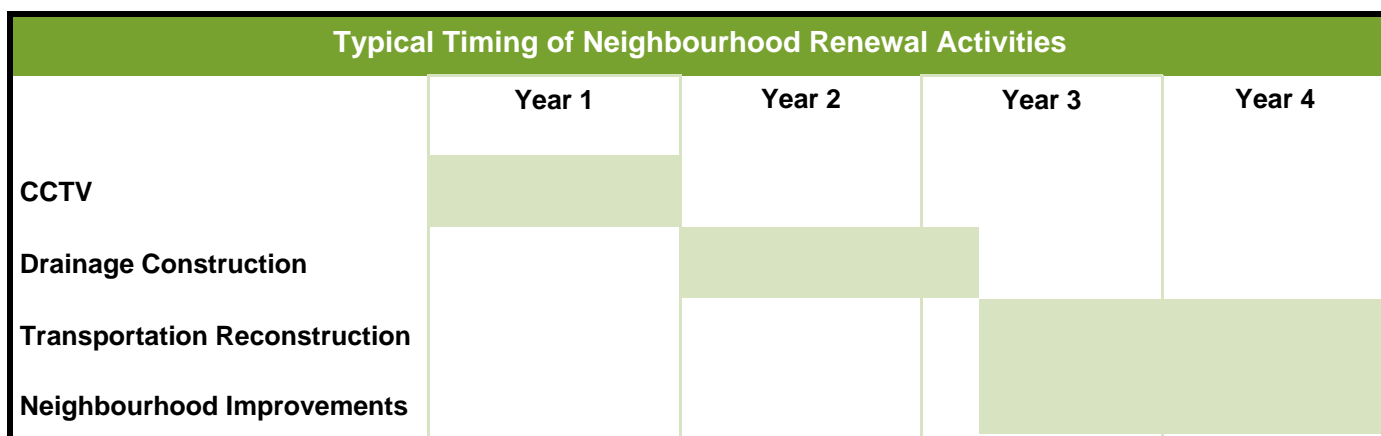 Typical Timing of Neighbourhood Renewal Activities
Year 1 Year 2 Year 3 Year 4
CCTV
Drainage Construction
Transportation Reconstruction
Neighbourhood Improvements